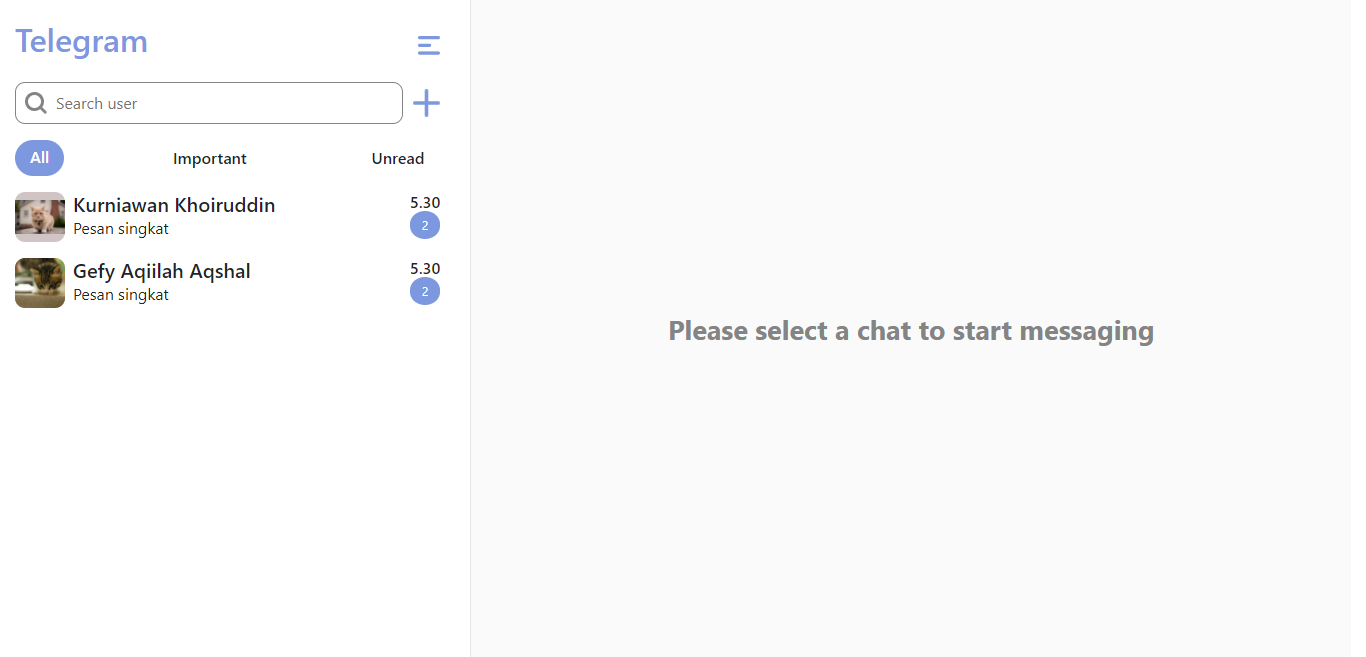 Telegram
Search user
All Important Unread
Kurniawan Khoiruddin 5.30
Pesan singkat 2
Gefy Aqiilah Aqshal 5.30
Pesan singkat 2
Please select a chat to start messaging